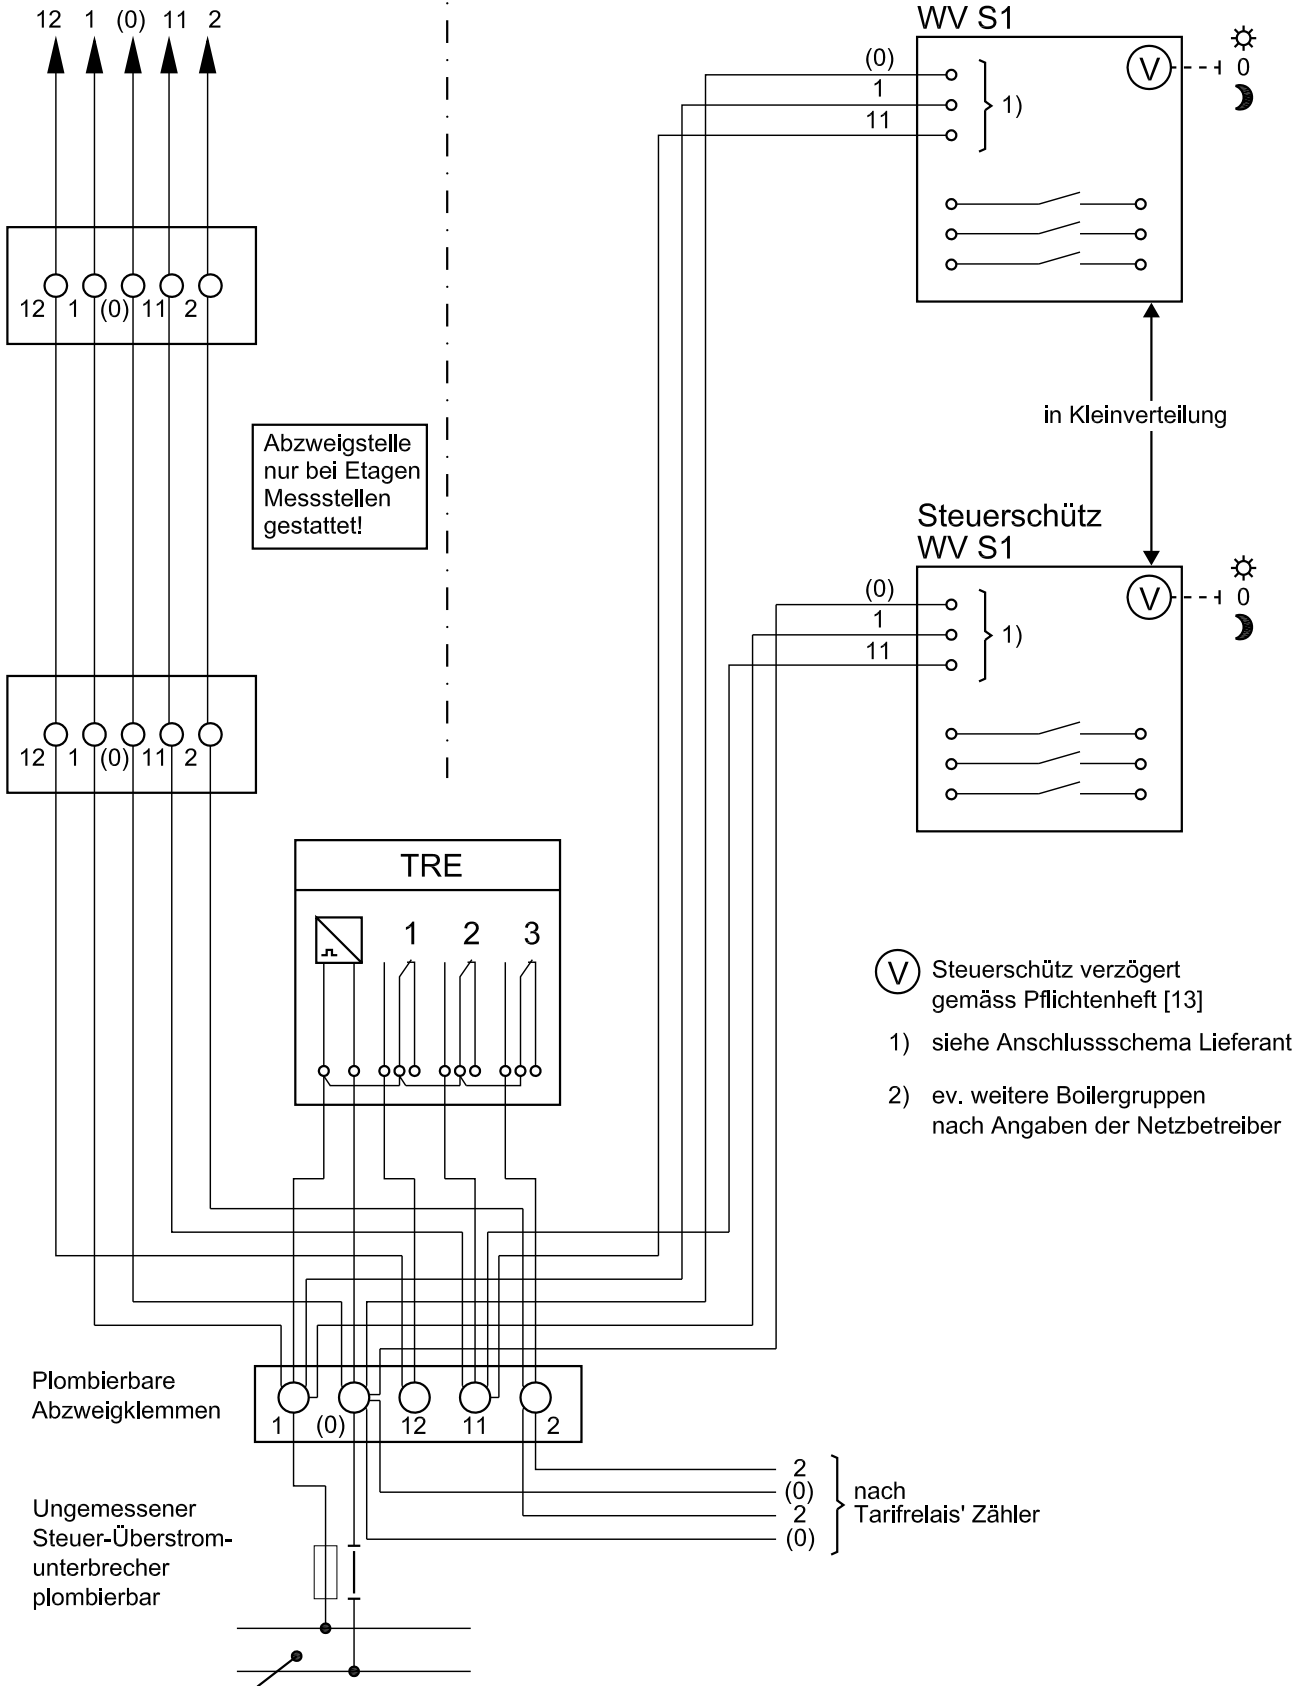 12 1 (0) 11 2
WV S1
(0)
1
11
1)
V
0
12 1 (0) 11 2
in Kleinverteilung
Abzweigstelle
nur bei Etagen
Messstellen
gestattet!
Steuerschütz
WV S1
(0)
1
11
1)
V
0
12 1 (0) 11 2
TRE
1 2 3
V Steuerschütz verzögert
gemäss Pflichtenheft [13]
1) siehe Anschlussschema Lieferant
2) ev. weitere Boilergruppen
nach Angaben der Netzbetreiber
Plombierbare
Abzweigklemmen
1 (0) 12 11 2
2
(0)
2
(0)
nach
Tarifrelais' Zähler
Ungemessener
Steuer-Überstrom-
unterbrecher
plombierbar